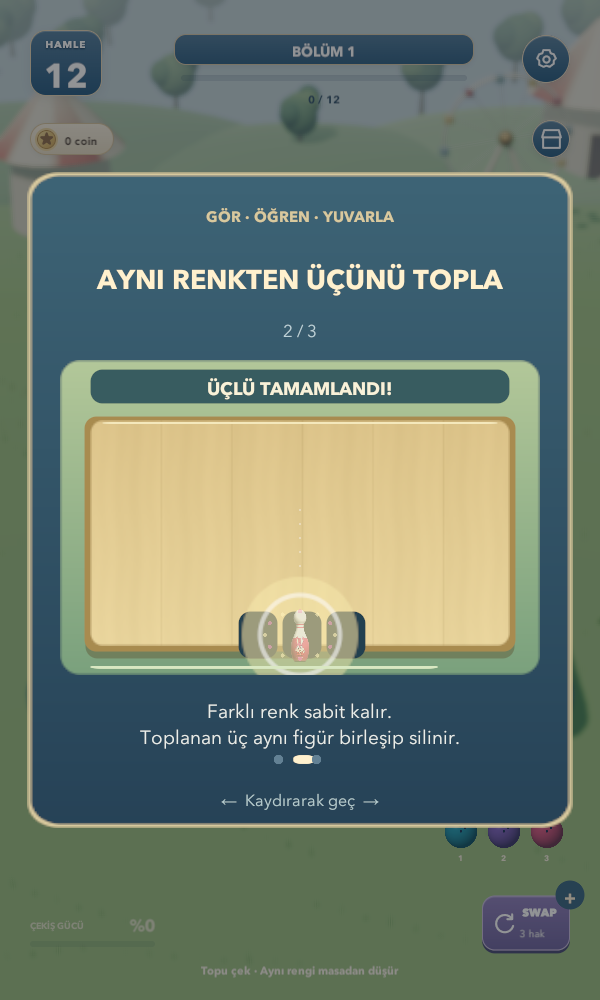 HAMLE
12
BÖLÜM 1
0 / 12
0 coin
GÖR · ÖĞREN · YUVARLA
AYNI RENKTEN ÜÇÜNÜ TOPLA
2 / 3
ÜÇLÜ TAMAMLANDI!
Farklı renk sabit kalır.
Toplanan üç aynı figür birleşip silinir.
← Kaydırarak geç →
1 2 3
ÇEKİŞ GÜCÜ %0
SWAP
3 hak
+
Topu çek · Aynı rengi masadan düşür